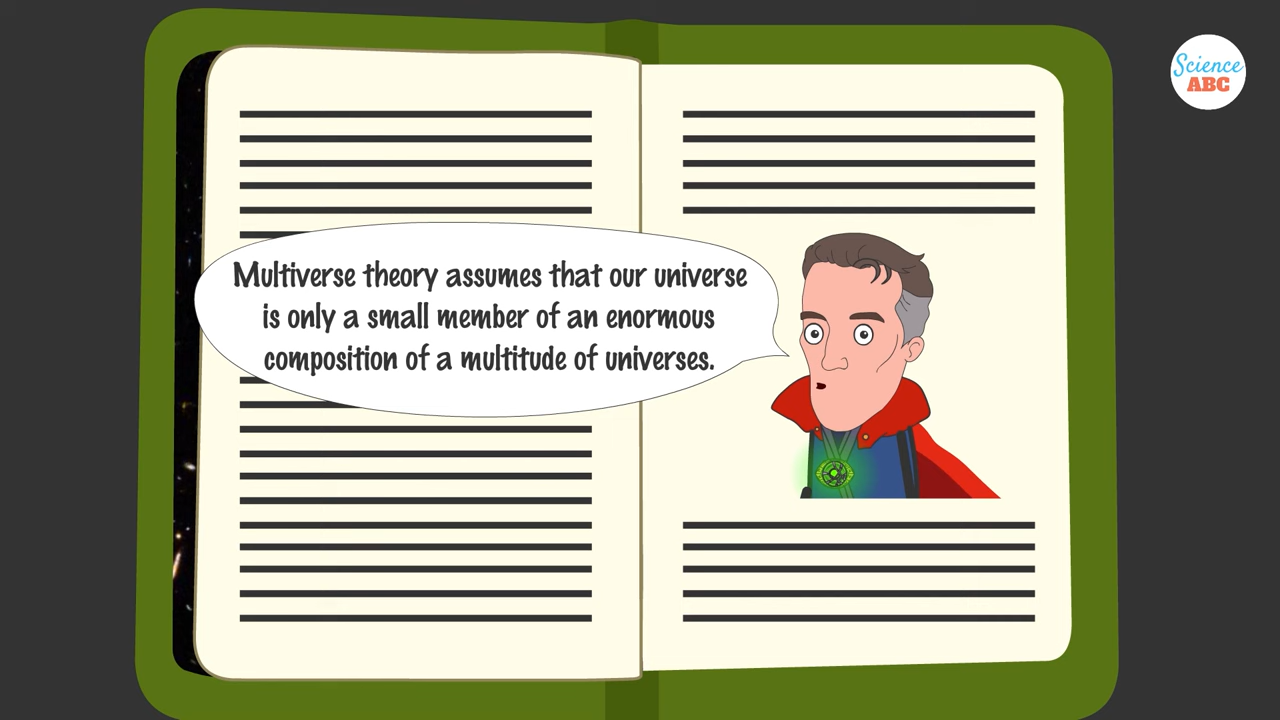 Science
ABC
Multiverse theory assumes that our universe
is only a small member of an enormous
composition of a multitude of universes.